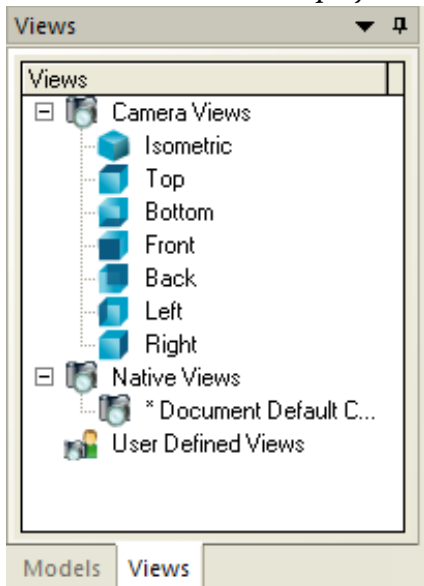 Views
Views
Camera Views
Isometric
Top
Bottom
Front
Back
Left
Right
Native Views
* Document Default C...
User Defined Views
Models Views